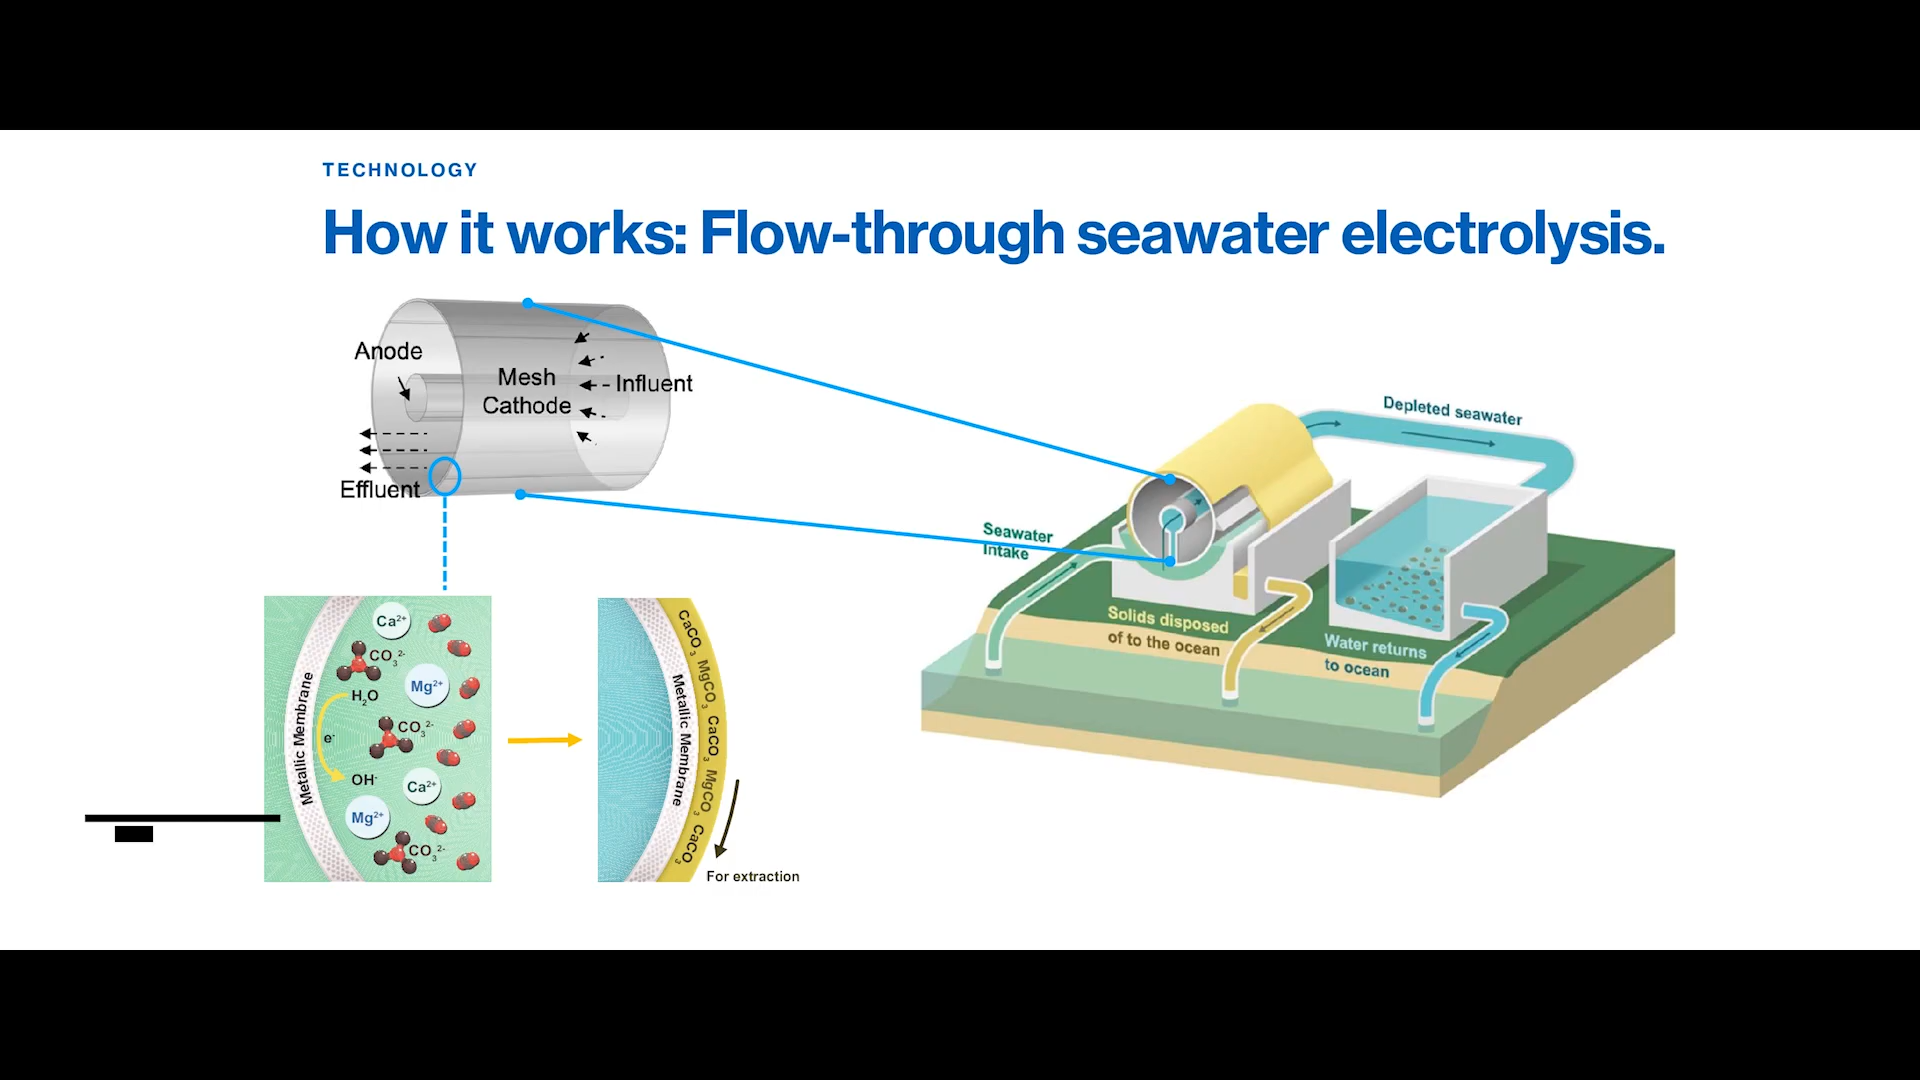 TECHNOLOGY
How it works: Flow-through seawater electrolysis.
Anode
Mesh
Cathode
Influent
Effluent
Depleted seawater
Seawater
Intake
Solids disposed
of to the ocean
Water returns
to ocean
Metallic Membrane
Ca²⁺
CO₃²⁻
Mg²⁺
H₂O
CO₃²⁻
e⁻
OH⁻
Ca²⁺
Mg²⁺
CO₃²⁻
Metallic Membrane
CaCO₃ MgCO₃ CaCO₃ MgCO₃ CaCO₃
For extraction